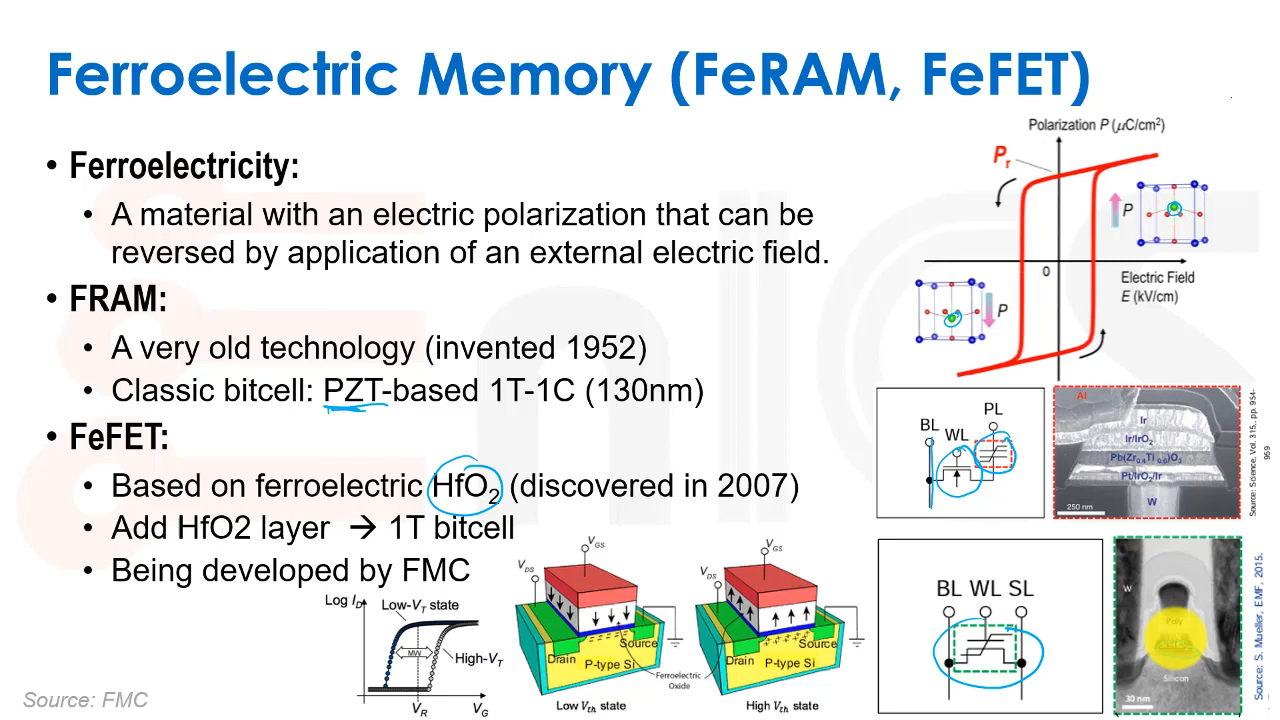 Ferroelectric Memory (FeRAM, FeFET)
• Ferroelectricity:
• A material with an electric polarization that can be
reversed by application of an external electric field.
• FRAM:
• A very old technology (invented 1952)
• Classic bitcell: PZT-based 1T-1C (130nm)
• FeFET:
• Based on ferroelectric HfO2 (discovered in 2007)
• Add HfO2 layer → 1T bitcell
• Being developed by FMC
Polarization P (μC/cm²)
Pr
P
0
Electric Field
E (kV/cm)
P
PL
BL
WL
Al
Ir
Ir/IrO2
Pb(Zr0.4Ti0.6)O3
Pt/IrO2/Ir
W
250 nm
Source: Science, Vol. 315,, pp. 954-
959
Log ID
Low-VT state
MW
High-VT
VR
VG
VGS
VDS
Source
Drain
P-type Si
Ferroelectric
Oxide
Low Vth state
VGS
VDS
Source
Drain
P-type Si
High Vth state
BL WL SL
W
Poly
Silicon
30 nm
Source: S. Mueller, EMF, 2015.
Source: FMC